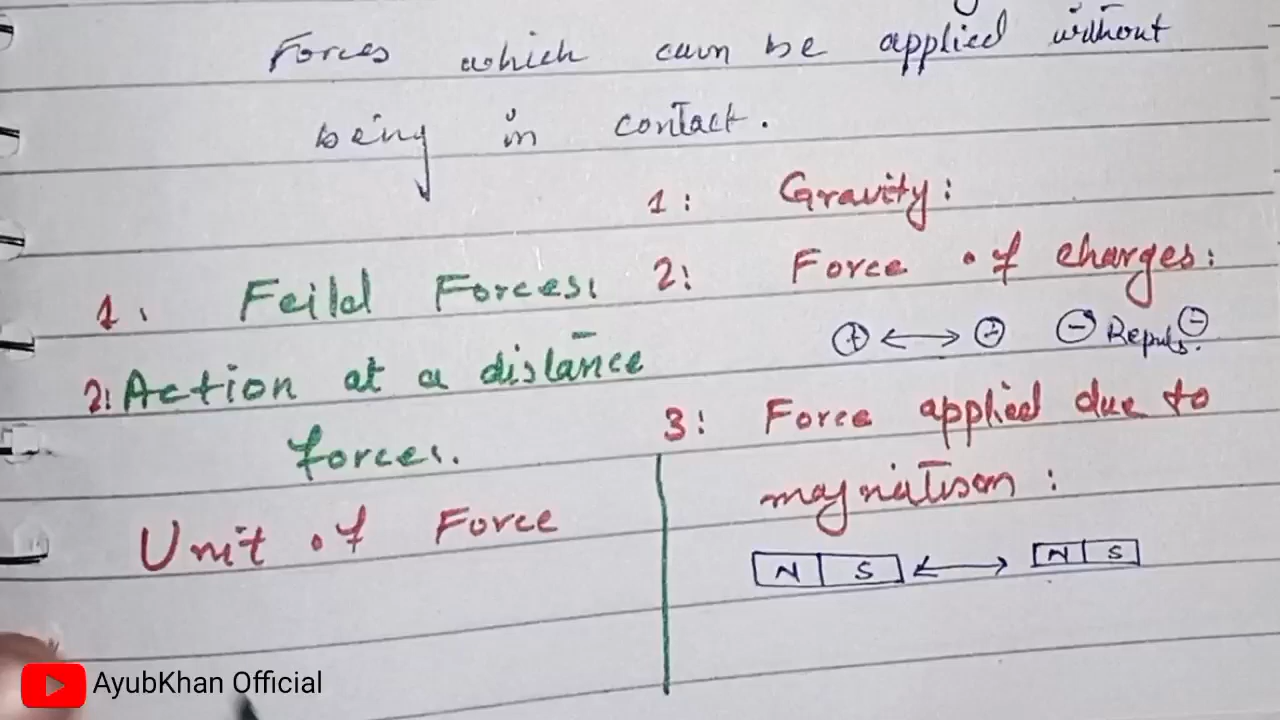 Forces which can be applied without
being in contact.
1: Gravity:
1. Feild Forces.
2: Force of charges:
+ ⟷ + - Repuls. -
2: Action at a distance
forces.
3: Force applied due to
magnatism:
Unit of Force
N S ⟷ N S
AyubKhan Official